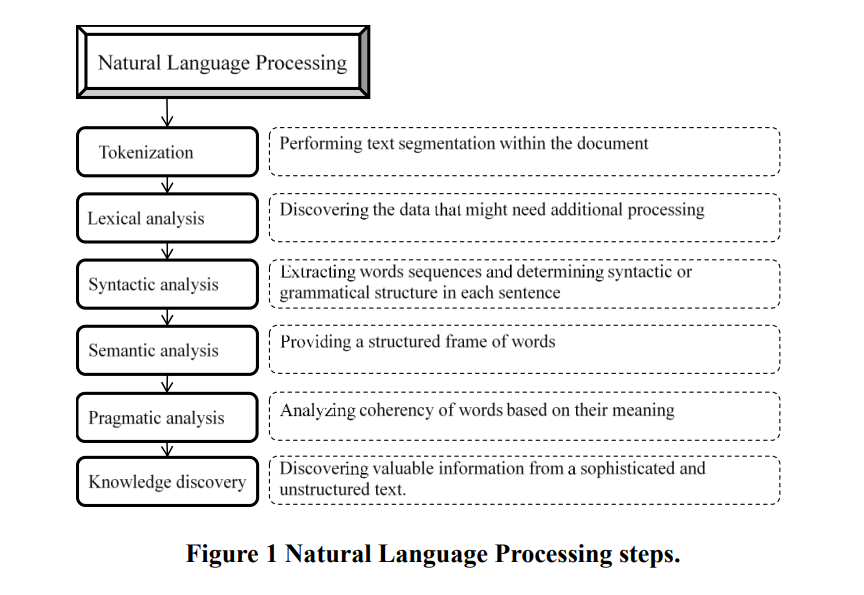 Natural Language Processing
Tokenization
Performing text segmentation within the document
Lexical analysis
Discovering the data that might need additional processing
Syntactic analysis
Extracting words sequences and determining syntactic or
grammatical structure in each sentence
Semantic analysis
Providing a structured frame of words
Pragmatic analysis
Analyzing coherency of words based on their meaning
Knowledge discovery
Discovering valuable information from a sophisticated and
unstructured text.
Figure 1 Natural Language Processing steps.